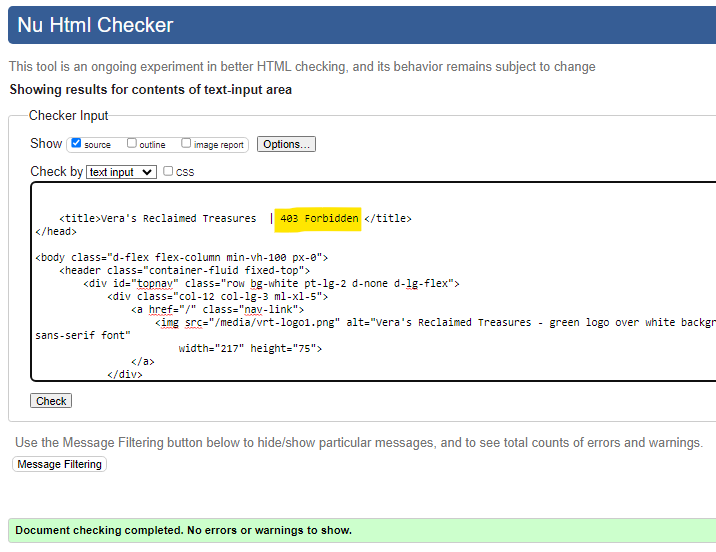 Nu Html Checker
This tool is an ongoing experiment in better HTML checking, and its behavior remains subject to change
Showing results for contents of text-input area
Checker Input
Show source outline image report Options...
Check by text input CSS
<title>Vera's Reclaimed Treasures  | 403 Forbidden </title>
</head>
<body class="d-flex flex-column min-vh-100 px-0">
<header class="container-fluid fixed-top">
<div id="topnav" class="row bg-white pt-lg-2 d-none d-lg-flex">
<div class="col-12 col-lg-3 ml-xl-5">
<a href="/" class="nav-link">
<img src="/media/vrt-logo1.png" alt="Vera's Reclaimed Treasures - green logo over white backgr
sans-serif font"
width="217" height="75">
</a>
</div>
Check
Use the Message Filtering button below to hide/show particular messages, and to see total counts of errors and warnings.
Message Filtering
Document checking completed. No errors or warnings to show.